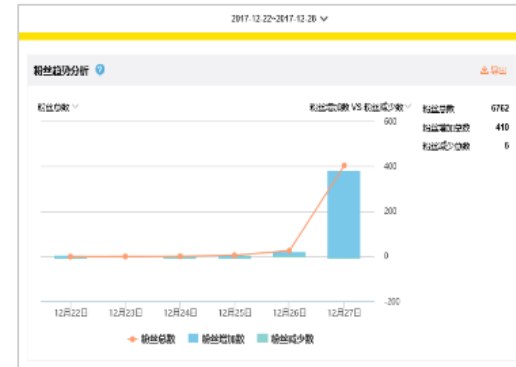 2017-12-22~2017-12-28
粉丝趋势分析
导出
粉丝总数
粉丝增加数 VS 粉丝减少数
粉丝总数 6762
粉丝增加总数 410
粉丝减少总数 6
600
400
200
0
-200
12月22日 12月23日 12月24日 12月25日 12月26日 12月27日
粉丝总数 粉丝增加数 粉丝减少数